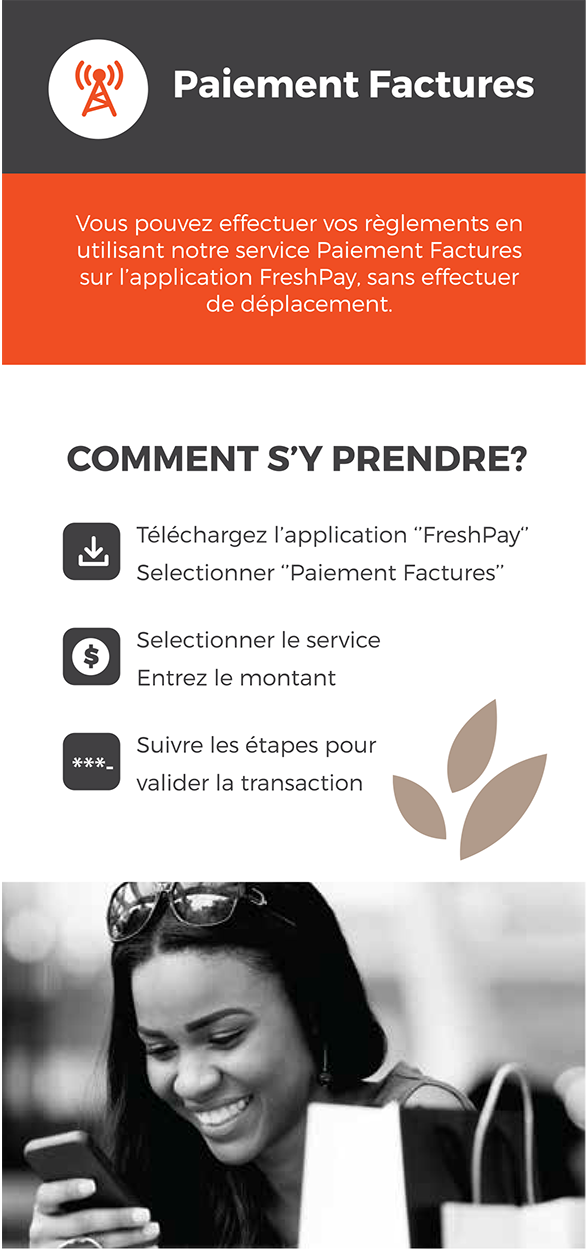 Paiement Factures
Vous pouvez effectuer vos règlements en
utilisant notre service Paiement Factures
sur l’application FreshPay, sans effectuer
de déplacement.
COMMENT S’Y PRENDRE?
Téléchargez l’application ‘’FreshPay‘’
Selectionner ‘’Paiement Factures’’
$
Selectionner le service
Entrez le montant
***_
Suivre les étapes pour
valider la transaction